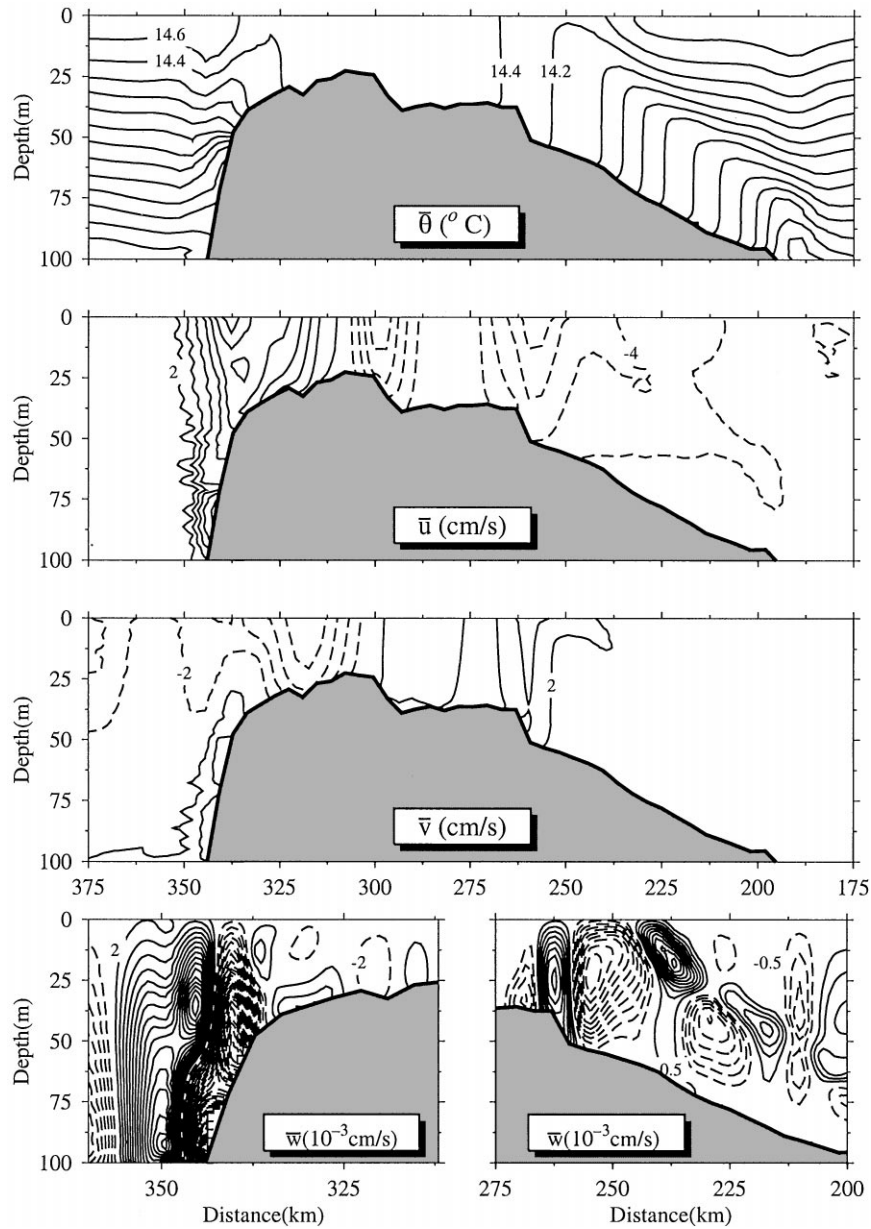 0
25
50
75
100
Depth(m)
14.6
14.4
14.4
14.2
θ̅ (° C)
0
25
50
75
100
Depth(m)
2
-4
u̅ (cm/s)
0
25
50
75
100
Depth(m)
-2
2
v̅ (cm/s)
375 350 325 300 275 250 225 200 175
0
25
50
75
100
Depth(m)
2
-2
w̅(10⁻³cm/s)
350 325
Distance(km)
-0.5
0.5
w̅(10⁻³cm/s)
275 250 225 200
Distance(km)